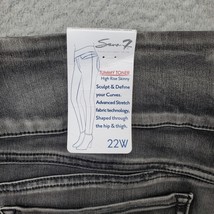 Seven7
TUMMY TONER
High Rise Skinny
Sculpt & Define
your Curves.
Advanced Stretch
fabric technology.
Shaped through
the hip & thigh.
22W